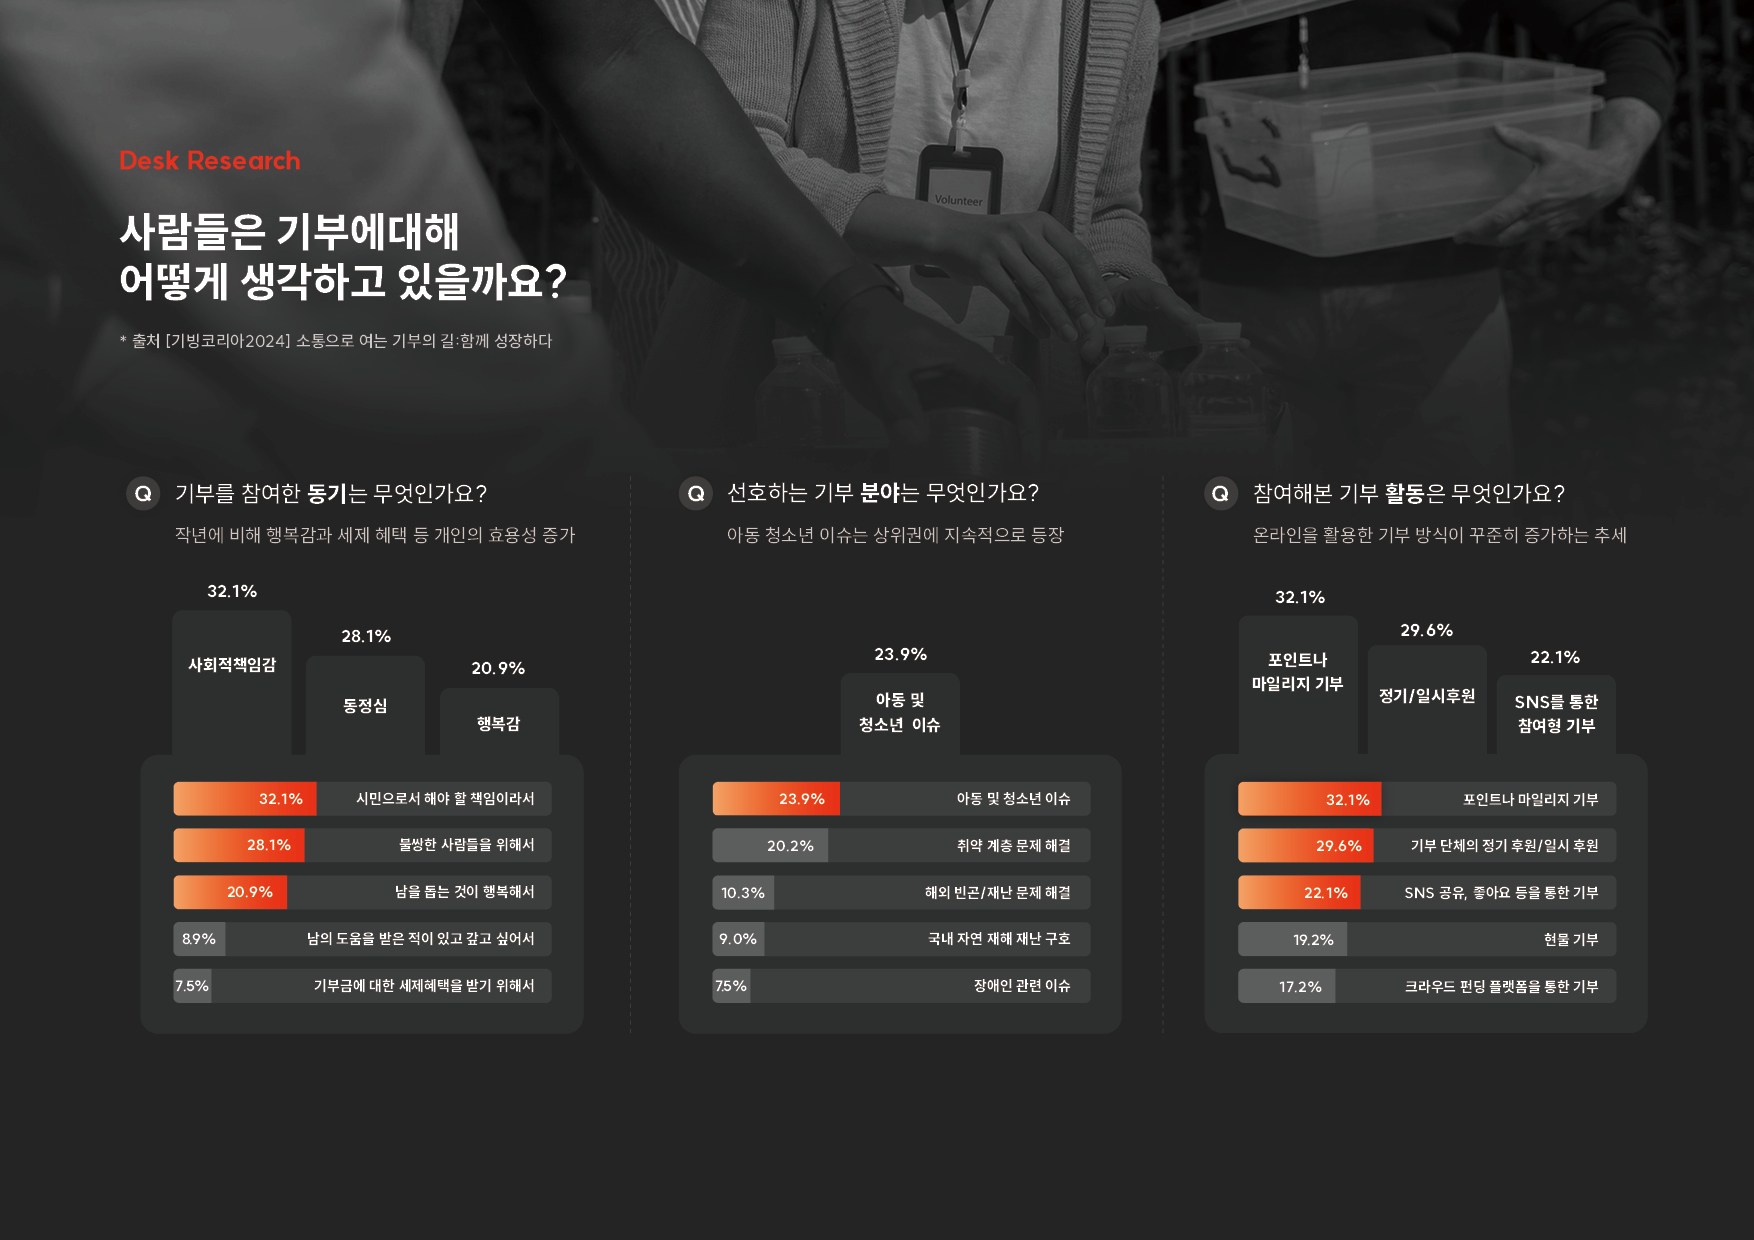 Volunteer
Desk Research
사람들은 기부에대해
어떻게 생각하고 있을까요?
* 출처 [기빙코리아2024] 소통으로 여는 기부의 길:함께 성장하다
Q 기부를 참여한 동기는 무엇인가요?
작년에 비해 행복감과 세제 혜택 등 개인의 효용성 증가
32.1%
사회적책임감
28.1%
동정심
20.9%
행복감
32.1% 시민으로서 해야 할 책임이라서
28.1% 불쌍한 사람들을 위해서
20.9% 남을 돕는 것이 행복해서
8.9% 남의 도움을 받은 적이 있고 갚고 싶어서
7.5% 기부금에 대한 세제혜택을 받기 위해서
Q 선호하는 기부 분야는 무엇인가요?
아동 청소년 이슈는 상위권에 지속적으로 등장
23.9%
아동 및
청소년 이슈
23.9% 아동 및 청소년 이슈
20.2% 취약 계층 문제 해결
10.3% 해외 빈곤/재난 문제 해결
9.0% 국내 자연 재해 재난 구호
7.5% 장애인 관련 이슈
Q 참여해본 기부 활동은 무엇인가요?
온라인을 활용한 기부 방식이 꾸준히 증가하는 추세
32.1%
포인트나
마일리지 기부
29.6%
정기/일시후원
22.1%
SNS를 통한
참여형 기부
32.1% 포인트나 마일리지 기부
29.6% 기부 단체의 정기 후원/일시 후원
22.1% SNS 공유, 좋아요 등을 통한 기부
19.2% 현물 기부
17.2% 크라우드 펀딩 플랫폼을 통한 기부